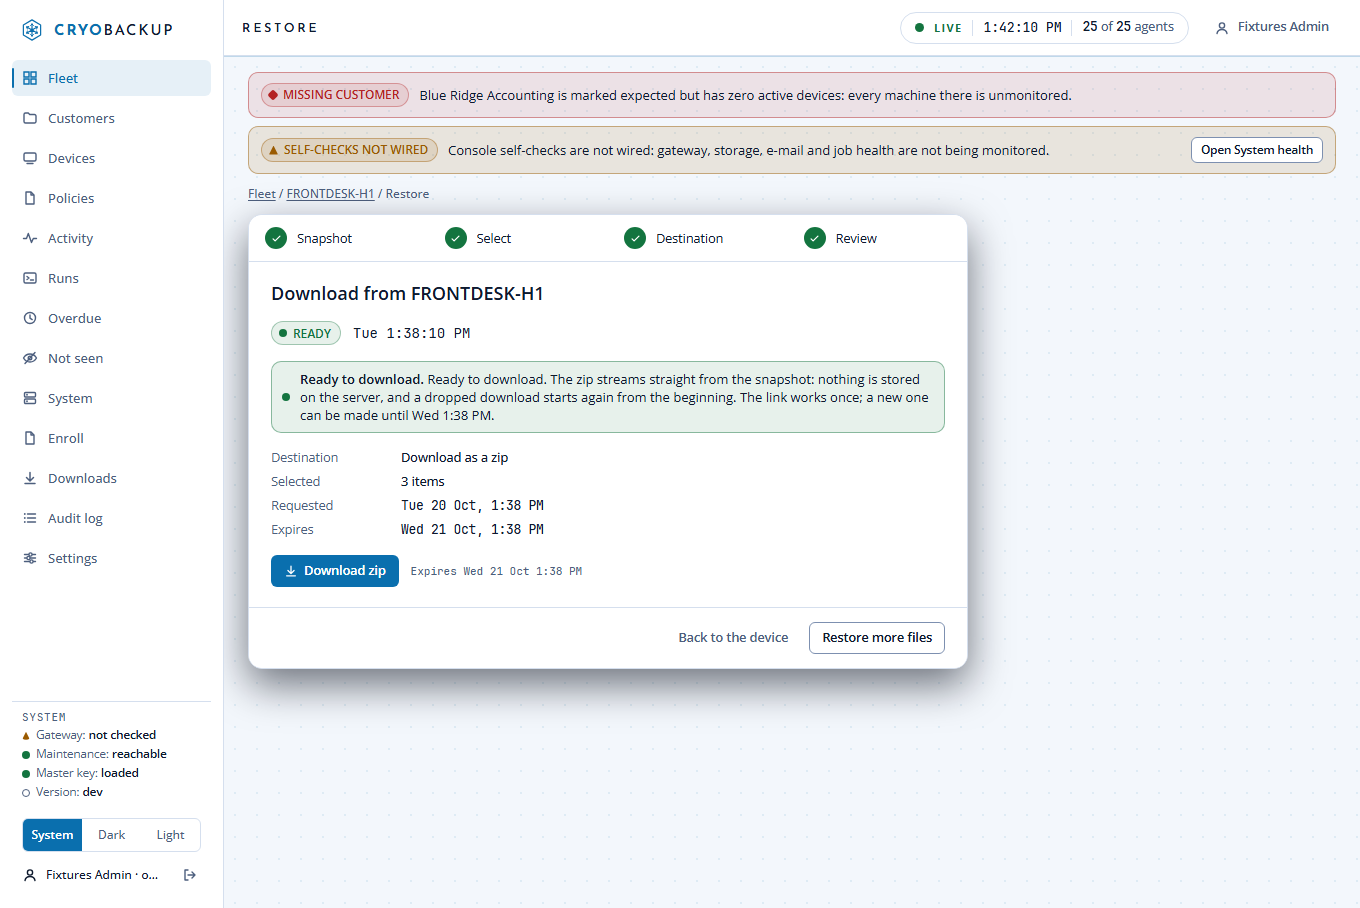 CRYOBACKUP
RESTORE
LIVE
1:42:10 PM
25 of 25 agents
Fixtures Admin
Fleet
Customers
Devices
Policies
Activity
Runs
Overdue
Not seen
System
Enroll
Downloads
Audit log
Settings
MISSING CUSTOMER Blue Ridge Accounting is marked expected but has zero active devices: every machine there is unmonitored.
SELF-CHECKS NOT WIRED Console self-checks are not wired: gateway, storage, e-mail and job health are not being monitored. Open System health
Fleet / FRONTDESK-H1 / Restore
Snapshot Select Destination Review
Download from FRONTDESK-H1
READY Tue 1:38:10 PM
Ready to download. Ready to download. The zip streams straight from the snapshot: nothing is stored
on the server, and a dropped download starts again from the beginning. The link works once; a new one
can be made until Wed 1:38 PM.
Destination Download as a zip
Selected 3 items
Requested Tue 20 Oct, 1:38 PM
Expires Wed 21 Oct, 1:38 PM
Download zip Expires Wed 21 Oct 1:38 PM
Back to the device Restore more files
SYSTEM
Gateway: not checked
Maintenance: reachable
Master key: loaded
Version: dev
System Dark Light
Fixtures Admin · o...